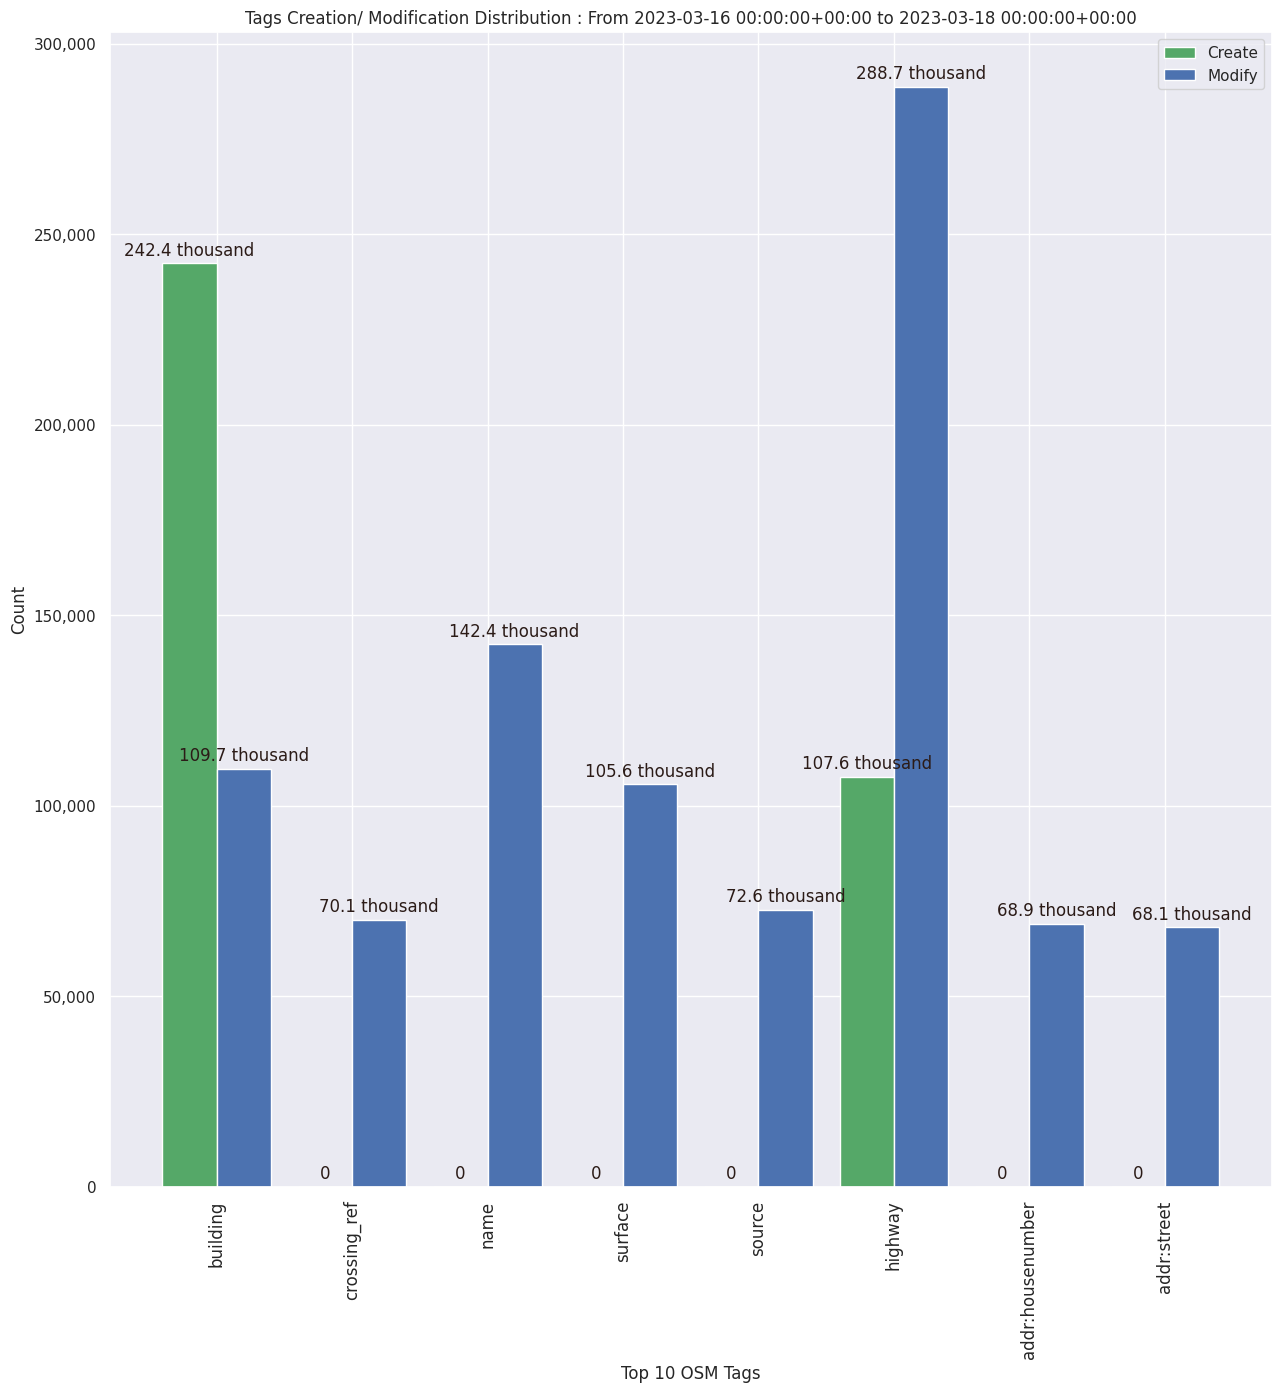 Tags Creation/ Modification Distribution : From 2023-03-16 00:00:00+00:00 to 2023-03-18 00:00:00+00:00
Create
Modify
Count
300,000
250,000
200,000
150,000
100,000
50,000
0
242.4 thousand
109.7 thousand
0
70.1 thousand
0
142.4 thousand
0
105.6 thousand
0
72.6 thousand
107.6 thousand
288.7 thousand
0
68.9 thousand
0
68.1 thousand
building
crossing_ref
name
surface
source
highway
addr:housenumber
addr:street
Top 10 OSM Tags